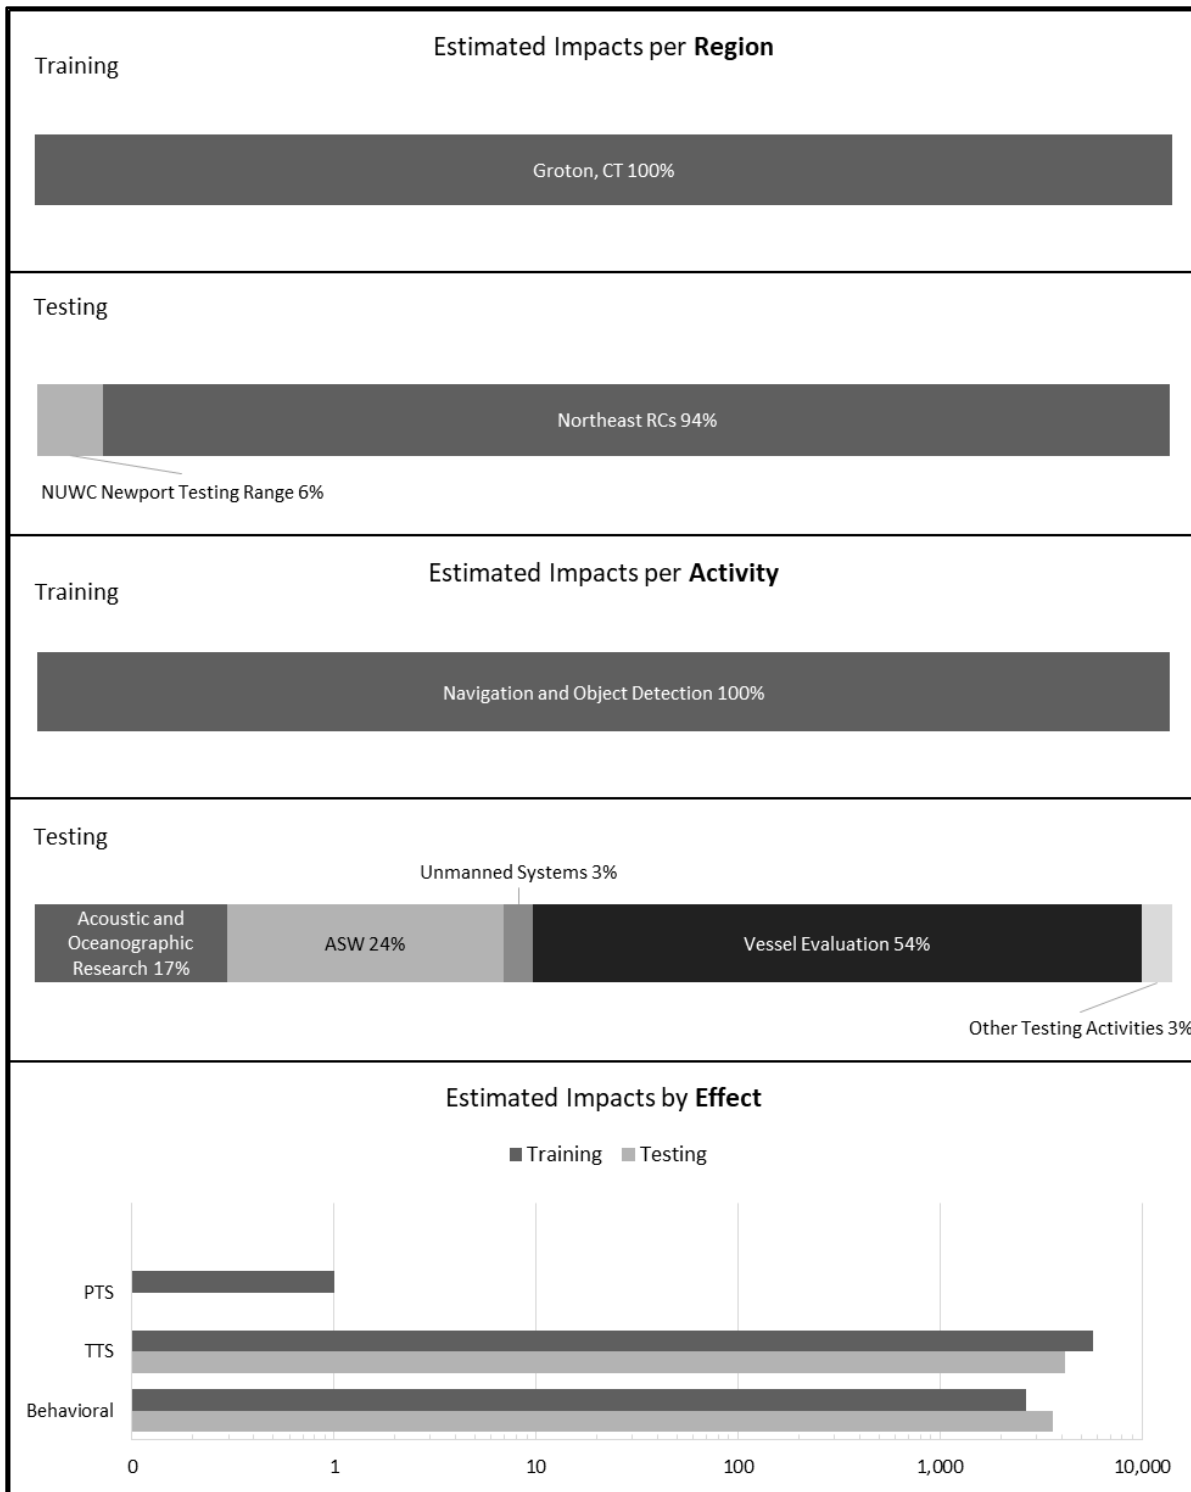 Estimated Impacts per Region
Training
Groton, CT 100%
Testing
Northeast RCs 94%
NUWC Newport Testing Range 6%
Estimated Impacts per Activity
Training
Navigation and Object Detection 100%
Testing
Unmanned Systems 3%
Acoustic and
Oceanographic
Research 17%
ASW 24%
Vessel Evaluation 54%
Other Testing Activities 3%
Estimated Impacts by Effect
Training Testing
PTS
TTS
Behavioral
0 1 10 100 1,000 10,000